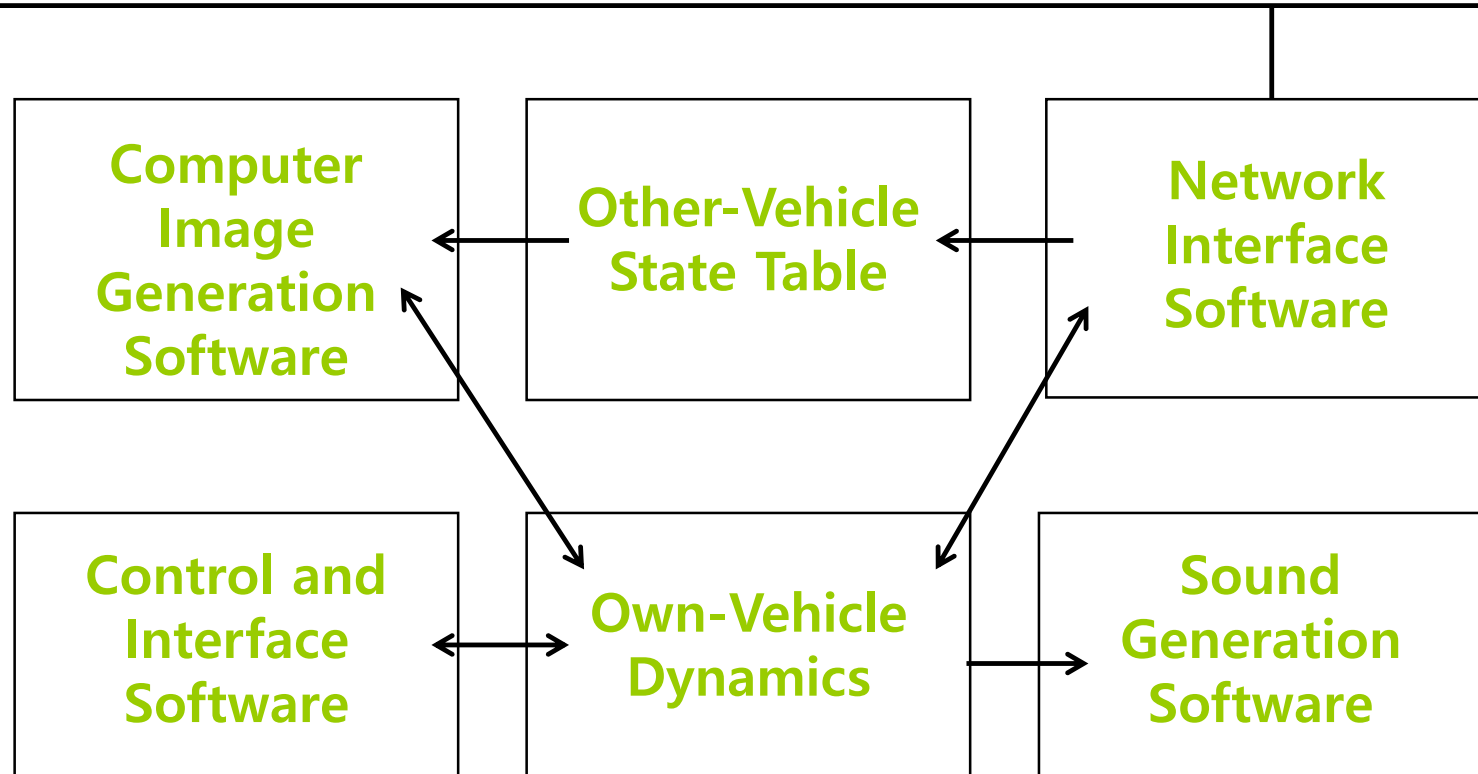 Computer
Image
Generation
Software
Other-Vehicle
State Table
Network
Interface
Software
Control and
Interface
Software
Own-Vehicle
Dynamics
Sound
Generation
Software